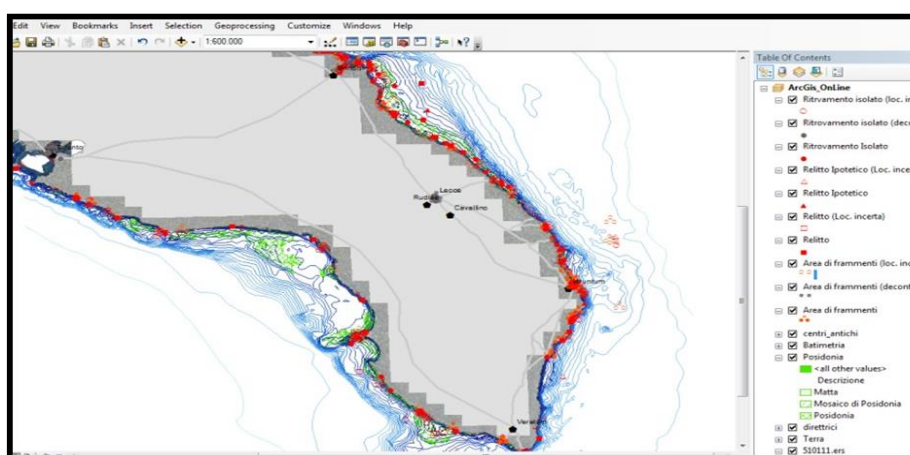 Edit View Bookmarks Insert Selection Geoprocessing Customize Windows Help
1:600.000
Table Of Contents
ArcGis_OnLine
Ritrvamento isolato (loc. in
Ritrovamento isolato (deco
Ritrovamento Isolato
Relitto Ipotetico (Loc. ince
Relitto Ipotetico
Relitto (Loc. incerta)
Relitto
Area di frammenti (loc. inc
Area di frammenti (decont
Area di frammenti
centri_antichi
Batimetria
Posidonia
<all other values>
Descrizione
Matta
Mosaico di Posidonia
Posidonia
direttrici
Terra
510111.ers
Lecce
Cavallino